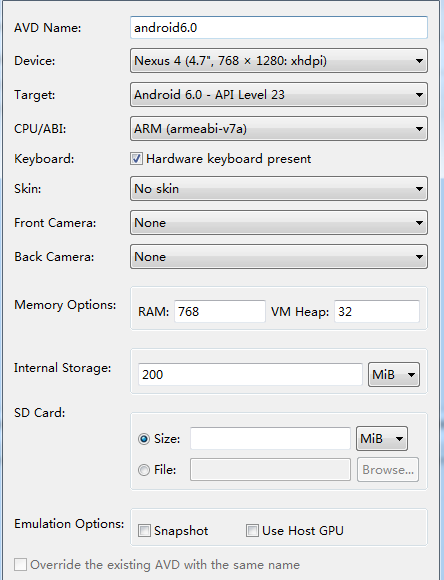 AVD Name: android6.0
Device: Nexus 4 (4.7", 768 × 1280: xhdpi)
Target: Android 6.0 - API Level 23
CPU/ABI: ARM (armeabi-v7a)
Keyboard: Hardware keyboard present
Skin: No skin
Front Camera: None
Back Camera: None
Memory Options: RAM: 768 VM Heap: 32
Internal Storage: 200 MiB
SD Card:
Size: MiB
File: Browse...
Emulation Options: Snapshot Use Host GPU
Override the existing AVD with the same name